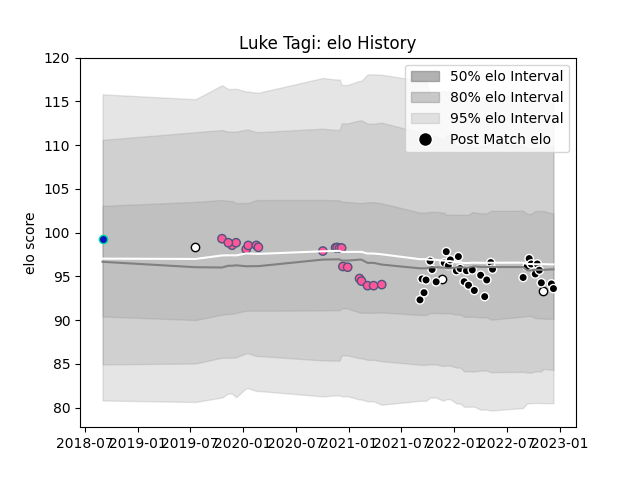 Luke Tagi: elo History
120
115
110
105
100
95
90
85
80
elo score
50% elo Interval
80% elo Interval
95% elo Interval
Post Match elo
2018-07 2019-01 2019-07 2020-01 2020-07 2021-01 2021-07 2022-01 2022-07 2023-01